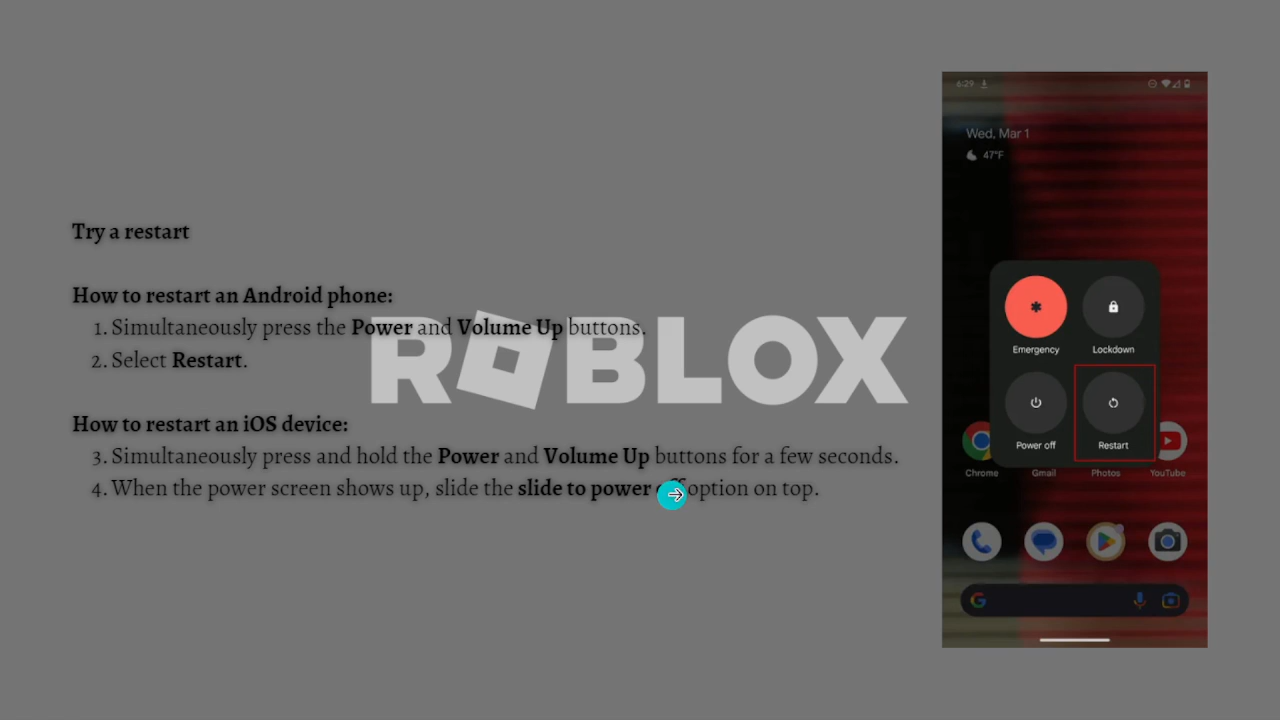 Try a restart
How to restart an Android phone:
1. Simultaneously press the Power and Volume Up buttons.
2. Select Restart.
ROBLOX
How to restart an iOS device:
3. Simultaneously press and hold the Power and Volume Up buttons for a few seconds.
4. When the power screen shows up, slide the slide to power off option on top.
6:29
Wed, Mar 1
47°F
Emergency
Lockdown
Power off
Restart
Chrome
Gmail
Photos
YouTube